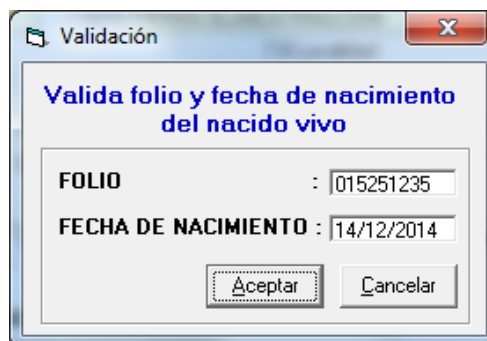 Validación
Valida folio y fecha de nacimiento
del nacido vivo
FOLIO : 015251235
FECHA DE NACIMIENTO : 14/12/2014
Aceptar Cancelar